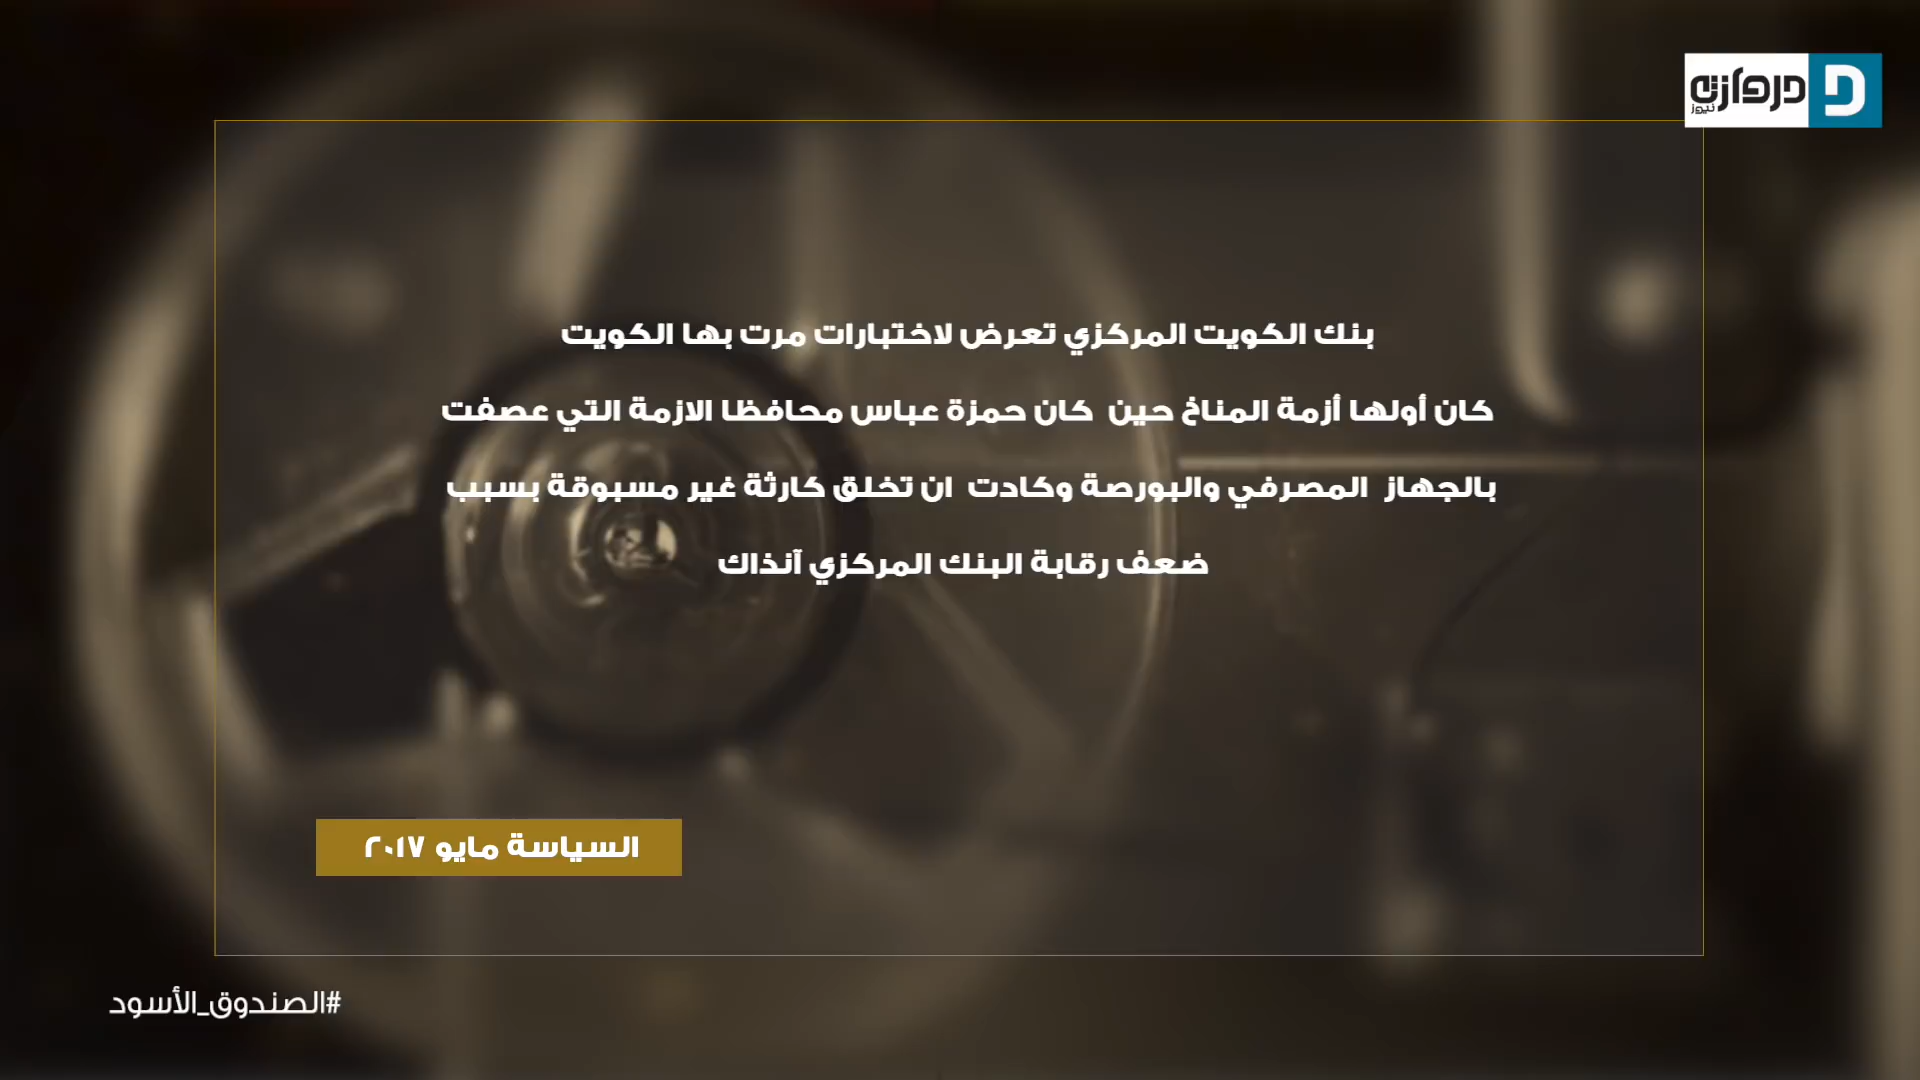 دروازة
نيوز
بنك الكويت المركزي تعرض لاختبارات مرت بها الكويت
كان أولها أزمة المناخ حين كان حمزة عباس محافظا الازمة التي عصفت
بالجهاز المصرفي والبورصة وكادت ان تخلق كارثة غير مسبوقة بسبب
ضعف رقابة البنك المركزي آنذاك
السياسة مايو ٢٠١٧
#الصندوق_الأسود